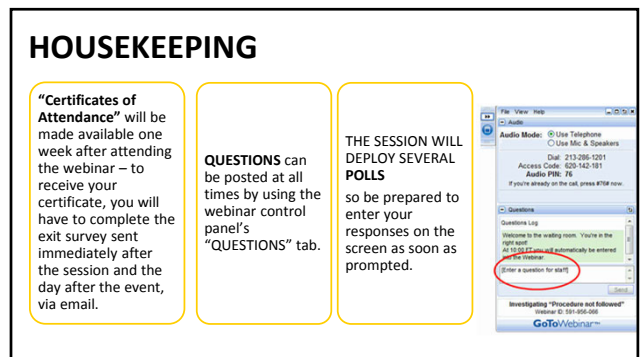 HOUSEKEEPING
“Certificates of
Attendance” will be
made available one
week after attending
the webinar – to
receive your
certificate, you will
have to complete the
exit survey sent
immediately after
the session and the
day after the event,
via email.
QUESTIONS can
be posted at all
times by using the
webinar control
panel’s
“QUESTIONS” tab.
THE SESSION WILL
DEPLOY SEVERAL
POLLS
so be prepared to
enter your
responses on the
screen as soon as
prompted.
File View Help
Audio
Audio Mode: Use Telephone
Use Mic & Speakers
Dial: 213-286-1201
Access Code: 620-142-181
Audio PIN: 76
If you're already on the call, press #76# now.
Questions
Questions Log
Welcome to the waiting room. You're in the
right spot!
At 10:00 ET you will automatically be entered
into the Webinar.
[Enter a question for staff]
Send
Investigating “Procedure not followed”
Webinar ID: 591-956-066
GoToWebinar™